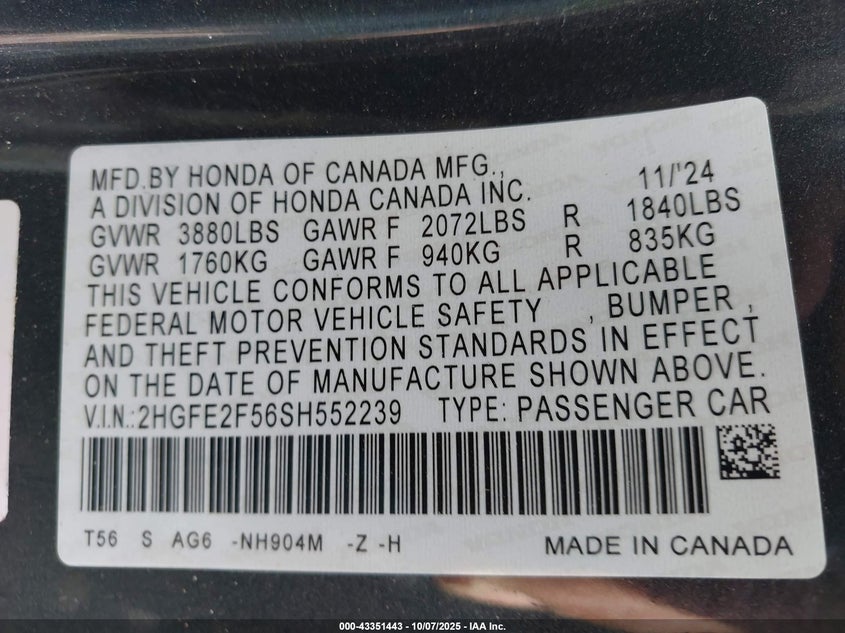 MFD.BY HONDA OF CANADA MFG., 11/'24
A DIVISION OF HONDA CANADA INC.
GVWR 3880LBS GAWR F 2072LBS R 1840LBS
GVWR 1760KG GAWR F 940KG R 835KG
THIS VEHICLE CONFORMS TO ALL APPLICABLE
FEDERAL MOTOR VEHICLE SAFETY , BUMPER ,
AND THEFT PREVENTION STANDARDS IN EFFECT
ON THE DATE OF MANUFACTURE SHOWN ABOVE.
V.I.N.:2HGFE2F56SH552239 TYPE: PASSENGER CAR
T56 S AG6 -NH904M -Z -H MADE IN CANADA
000-43351443 - 10/07/2025 - IAA Inc.